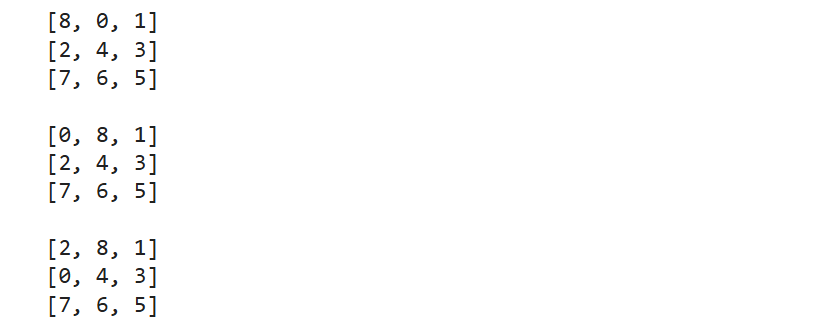 [8, 0, 1]
[2, 4, 3]
[7, 6, 5]
[0, 8, 1]
[2, 4, 3]
[7, 6, 5]
[2, 8, 1]
[0, 4, 3]
[7, 6, 5]